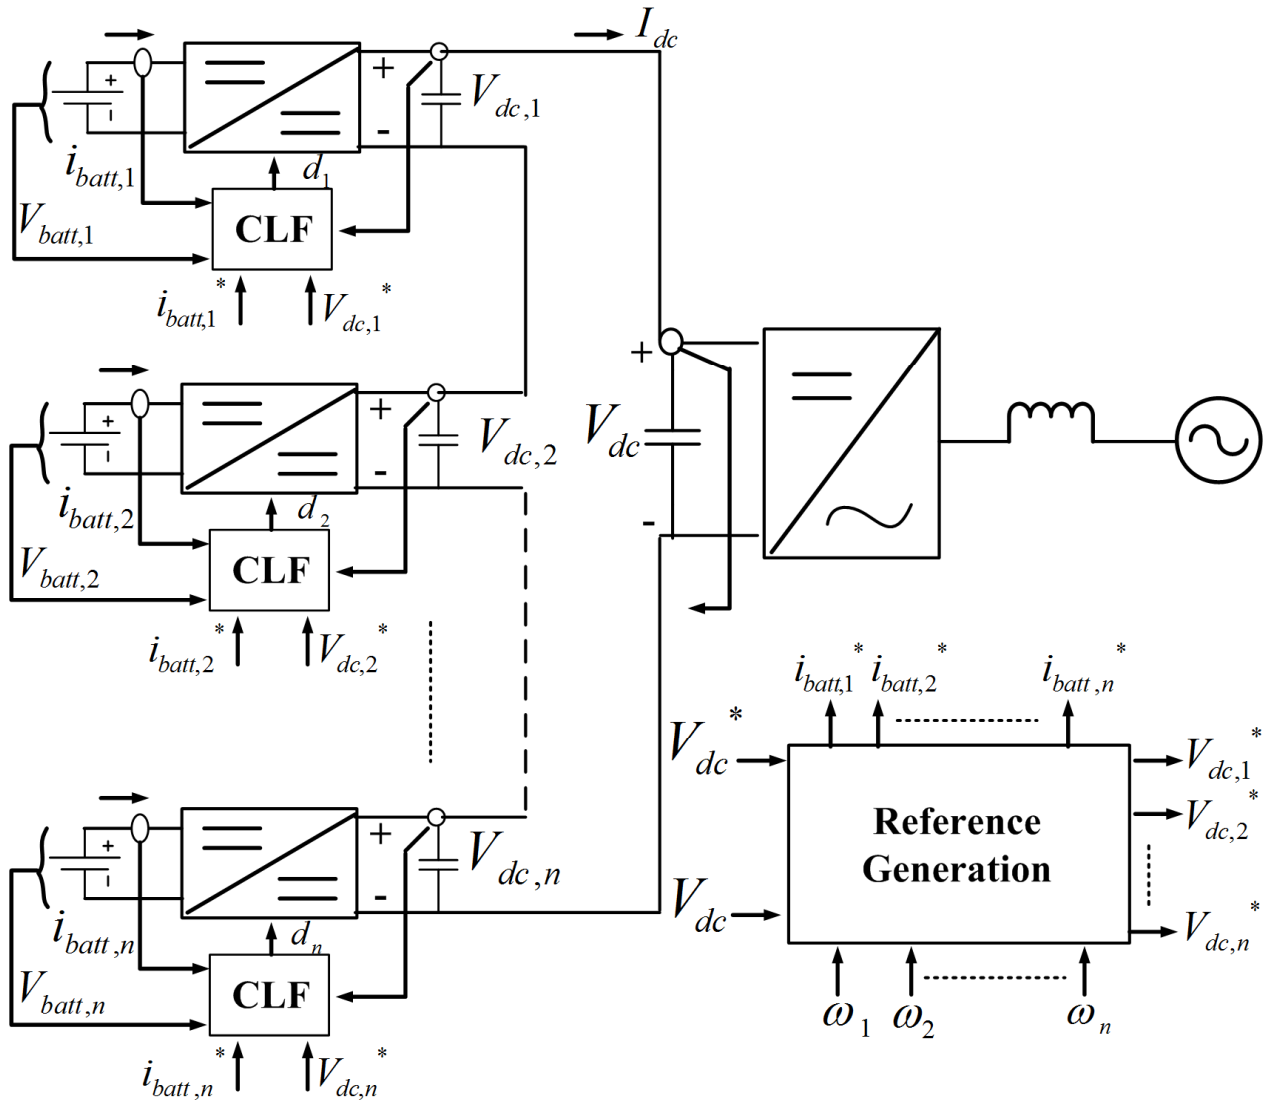 I_dc
+
-
V_dc,1
i_batt,1
d_1
V_batt,1
CLF
i_batt,1^*
V_dc,1^*
+
-
V_dc,2
i_batt,2
d_2
V_batt,2
CLF
i_batt,2^*
V_dc,2^*
+
-
V_dc,n
i_batt,n
d_n
V_batt,n
CLF
i_batt,n^*
V_dc,n^*
+
V_dc
-
i_batt,1^* i_batt,2^* i_batt,n^*
V_dc^*
V_dc
Reference
Generation
V_dc,1^*
V_dc,2^*
V_dc,n^*
ω_1 ω_2 ω_n